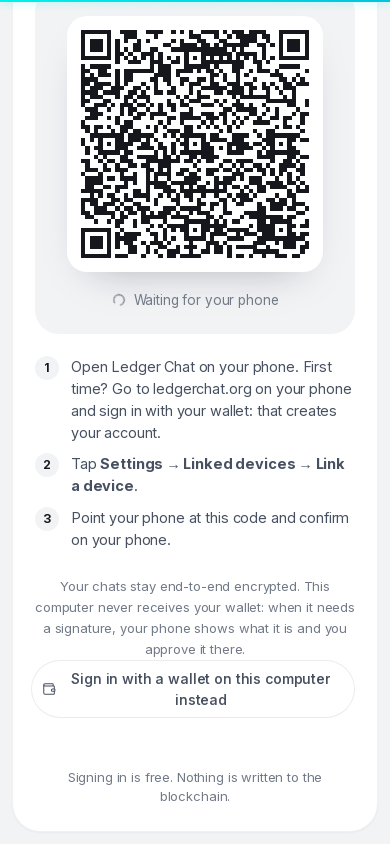 Waiting for your phone
1 Open Ledger Chat on your phone. First
time? Go to ledgerchat.org on your phone
and sign in with your wallet: that creates
your account.
2 Tap Settings → Linked devices → Link
a device.
3 Point your phone at this code and confirm
on your phone.
Your chats stay end-to-end encrypted. This
computer never receives your wallet: when it needs
a signature, your phone shows what it is and you
approve it there.
Sign in with a wallet on this computer
instead
Signing in is free. Nothing is written to the
blockchain.